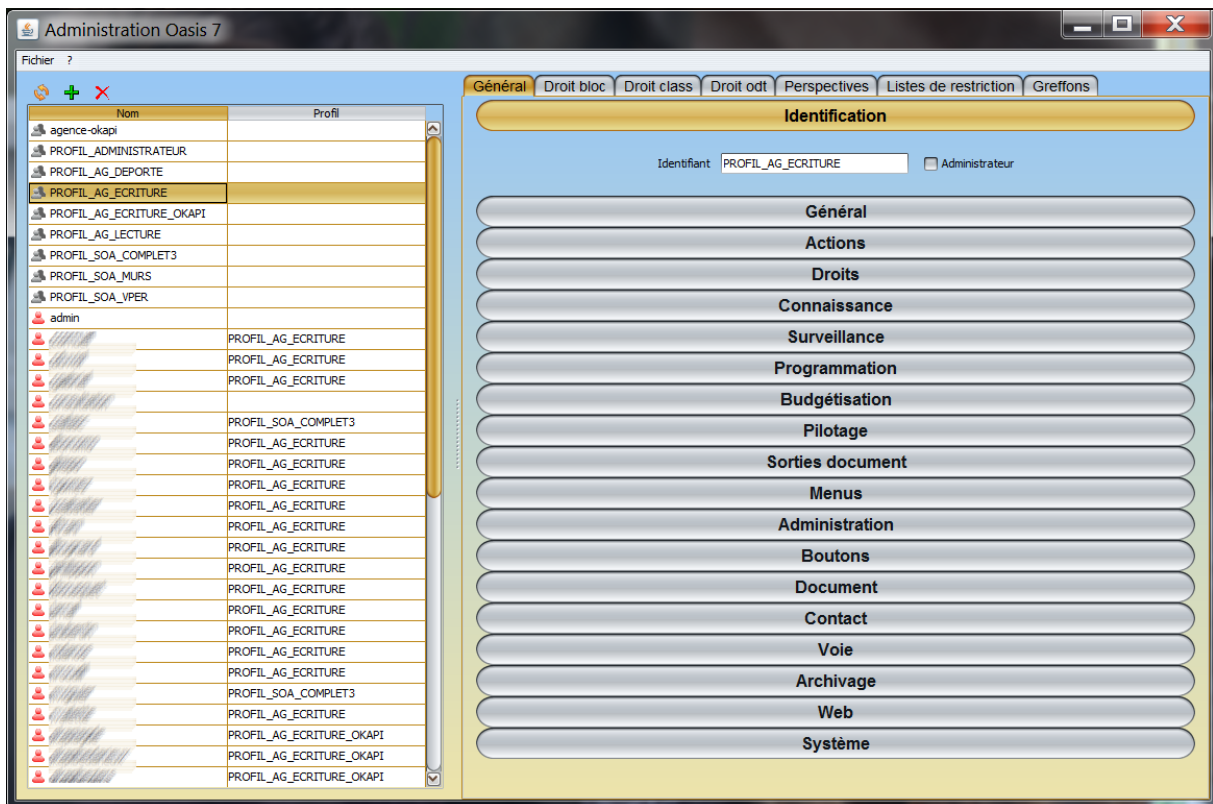 Administration Oasis 7
Fichier ?
Général Droit bloc Droit class Droit odt Perspectives Listes de restriction Greffons
Nom Profil
agence-okapi
PROFIL_ADMINISTRATEUR
PROFIL_AG_DEPORTE
PROFIL_AG_ECRITURE
PROFIL_AG_ECRITURE_OKAPI
PROFIL_AG_LECTURE
PROFIL_SOA_COMPLET3
PROFIL_SOA_MURS
PROFIL_SOA_VPER
admin
PROFIL_AG_ECRITURE
PROFIL_AG_ECRITURE
PROFIL_AG_ECRITURE
PROFIL_SOA_COMPLET3
PROFIL_AG_ECRITURE
PROFIL_AG_ECRITURE
PROFIL_AG_ECRITURE
PROFIL_AG_ECRITURE
PROFIL_AG_ECRITURE
PROFIL_AG_ECRITURE
PROFIL_AG_ECRITURE
PROFIL_AG_ECRITURE
PROFIL_AG_ECRITURE
PROFIL_AG_ECRITURE
PROFIL_AG_ECRITURE
PROFIL_AG_ECRITURE
PROFIL_SOA_COMPLET3
PROFIL_AG_ECRITURE
PROFIL_AG_ECRITURE_OKAPI
PROFIL_AG_ECRITURE_OKAPI
PROFIL_AG_ECRITURE_OKAPI
Identification
Identifiant PROFIL_AG_ECRITURE Administrateur
Général
Actions
Droits
Connaissance
Surveillance
Programmation
Budgétisation
Pilotage
Sorties document
Menus
Administration
Boutons
Document
Contact
Voie
Archivage
Web
Système